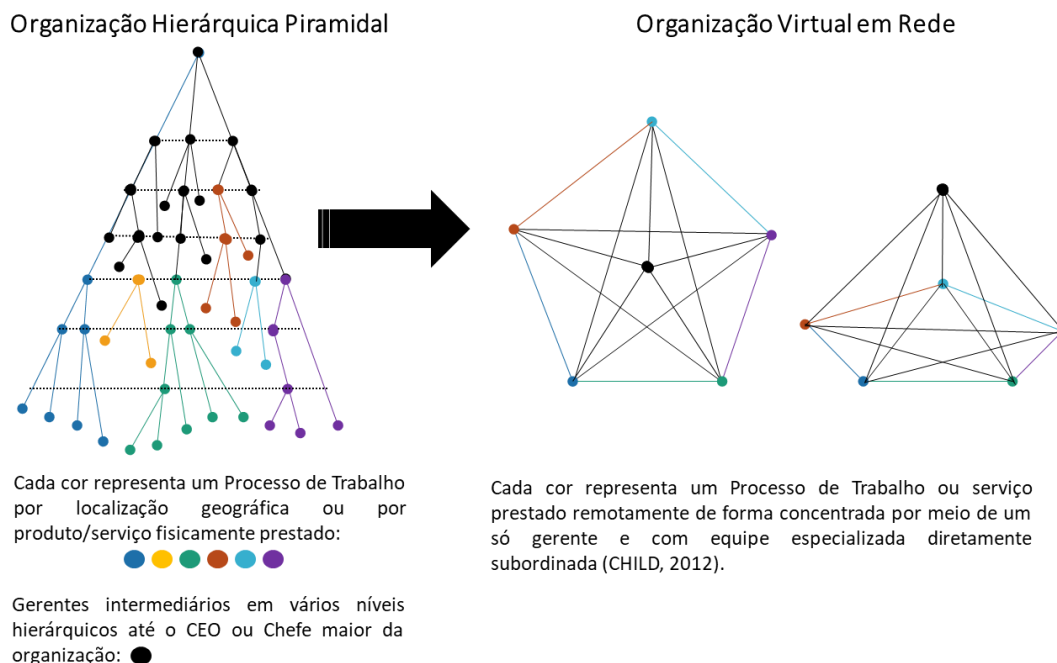 Organização Hierárquica Piramidal
Organização Virtual em Rede
Cada cor representa um Processo de Trabalho
por localização geográfica ou por
produto/serviço fisicamente prestado:
Gerentes intermediários em vários níveis
hierárquicos até o CEO ou Chefe maior da
organização:
Cada cor representa um Processo de Trabalho ou serviço
prestado remotamente de forma concentrada por meio de um
só gerente e com equipe especializada diretamente
subordinada (CHILD, 2012).